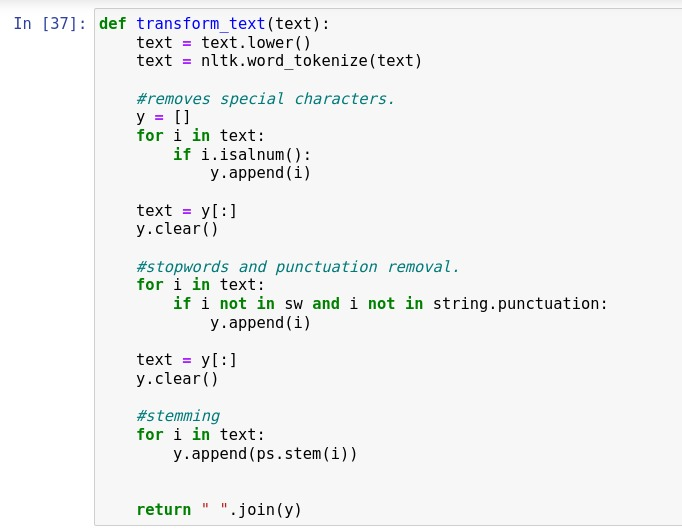 In [37]: def transform_text(text):
    text = text.lower()
    text = nltk.word_tokenize(text)

    #removes special characters.
    y = []
    for i in text:
        if i.isalnum():
            y.append(i)

    text = y[:]
    y.clear()

    #stopwords and punctuation removal.
    for i in text:
        if i not in sw and i not in string.punctuation:
            y.append(i)

    text = y[:]
    y.clear()

    #stemming
    for i in text:
        y.append(ps.stem(i))


    return " ".join(y)